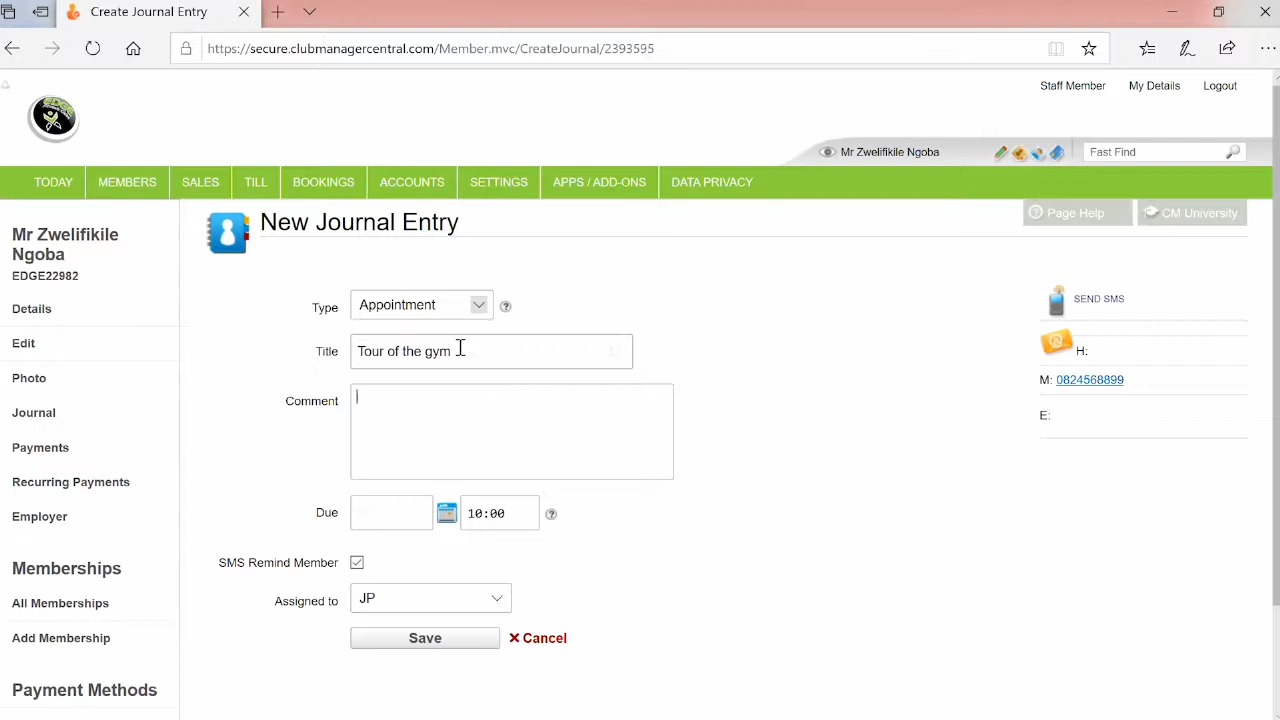 Create Journal Entry
https://secure.clubmanagercentral.com/Member.mvc/CreateJournal/2393595
Staff Member My Details Logout
EDGE
Mr Zwelifikile Ngoba Fast Find
TODAY MEMBERS SALES TILL BOOKINGS ACCOUNTS SETTINGS APPS / ADD-ONS DATA PRIVACY
Page Help CM University
Mr Zwelifikile
Ngoba
EDGE22982
Details
Edit
Photo
Journal
Payments
Recurring Payments
Employer
Memberships
All Memberships
Add Membership
Payment Methods
New Journal Entry
Type Appointment
Title Tour of the gym
Comment
Due 10:00
SMS Remind Member
Assigned to JP
Save Cancel
SEND SMS
H:
M: 0824568899
E: